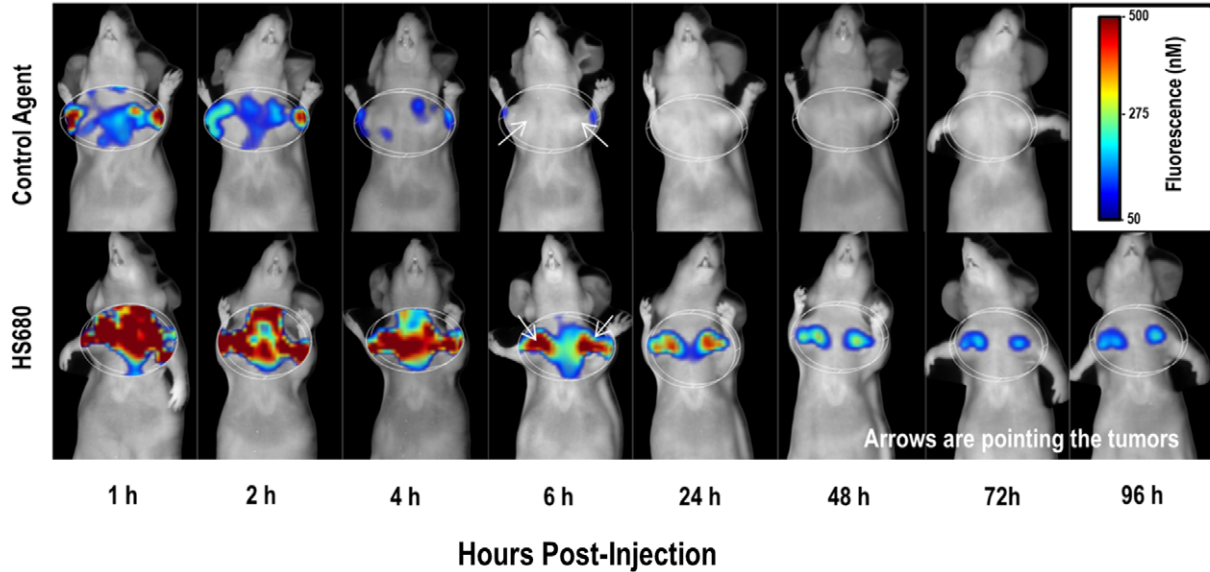 Control Agent
500
275
50
Fluorescence (nM)
HS680
Arrows are pointing the tumors
1 h
2 h
4 h
6 h
24 h
48 h
72h
96 h
Hours Post-Injection